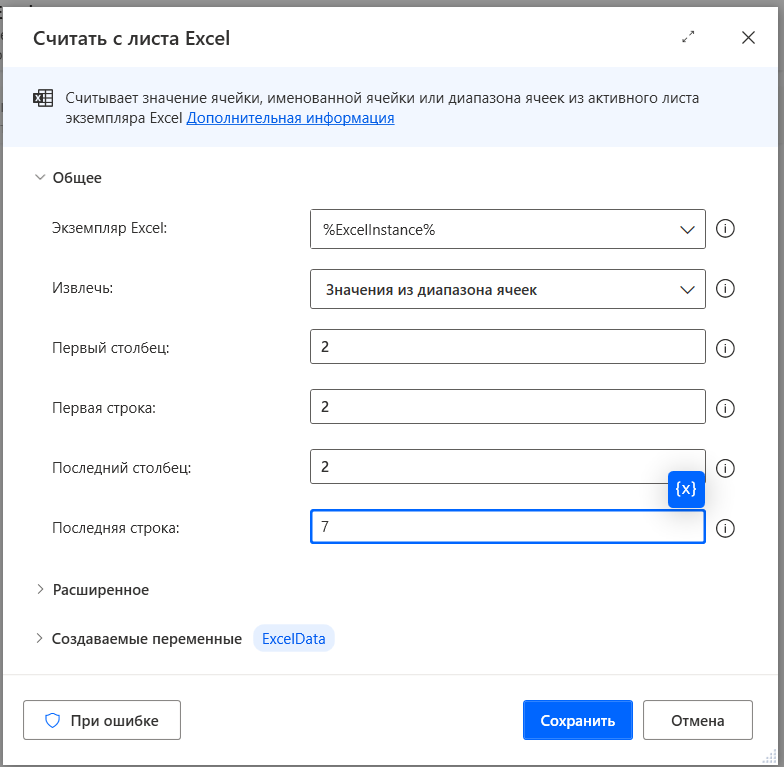 Считать с листа Excel
Считывает значение ячейки, именованной ячейки или диапазона ячеек из активного листа
экземпляра Excel Дополнительная информация
Общее
Экземпляр Excel:
%ExcelInstance%
Извлечь:
Значения из диапазона ячеек
Первый столбец:
2
Первая строка:
2
Последний столбец:
2
{x}
Последняя строка:
7
Расширенное
Создаваемые переменные ExcelData
При ошибке
Сохранить
Отмена